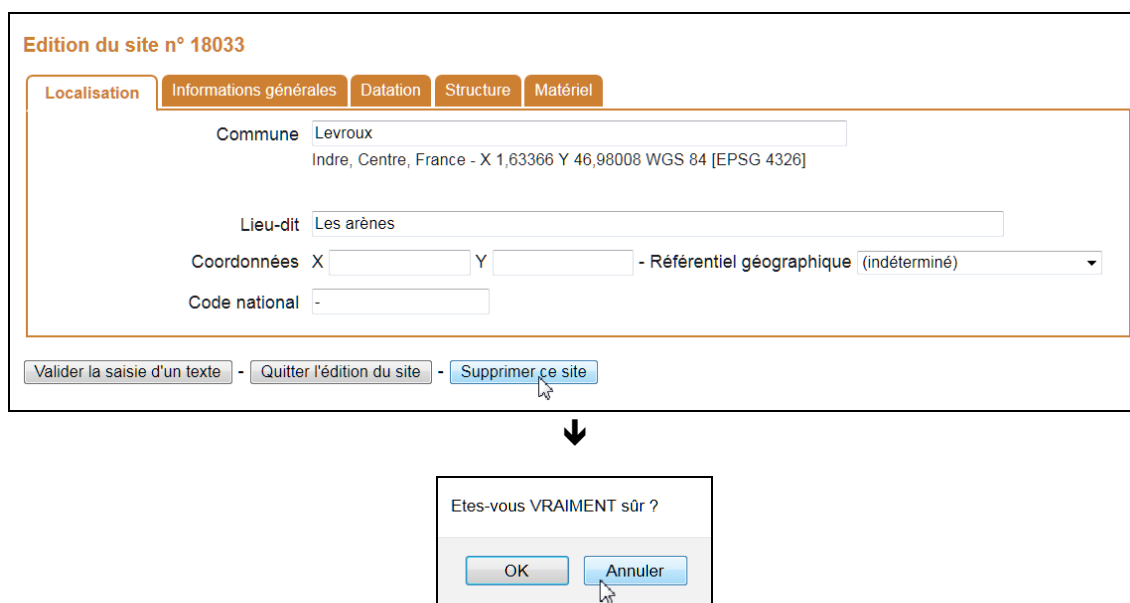 Edition du site n° 18033
Localisation Informations générales Datation Structure Matériel
Commune Levroux
Indre, Centre, France - X 1,63366 Y 46,98008 WGS 84 [EPSG 4326]
Lieu-dit Les arènes
Coordonnées X Y - Référentiel géographique (indéterminé)
Code national -
Valider la saisie d'un texte - Quitter l'édition du site - Supprimer ce site
Etes-vous VRAIMENT sûr ?
OK Annuler